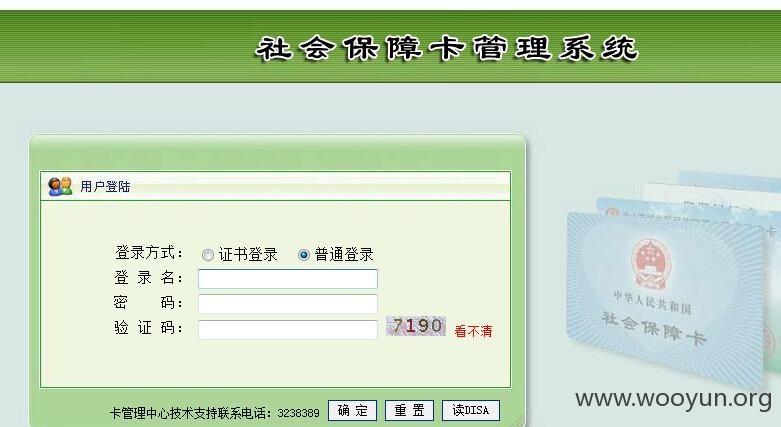 社会保障卡管理系统
用户登陆
登录方式： 证书登录 普通登录
登 录 名：
密 码：
验 证 码： 7190 看不清
中华人民共和国
社会保障卡
卡管理中心技术支持联系电话：3238389 确 定 重 置 读DISA
www.wooyun.org